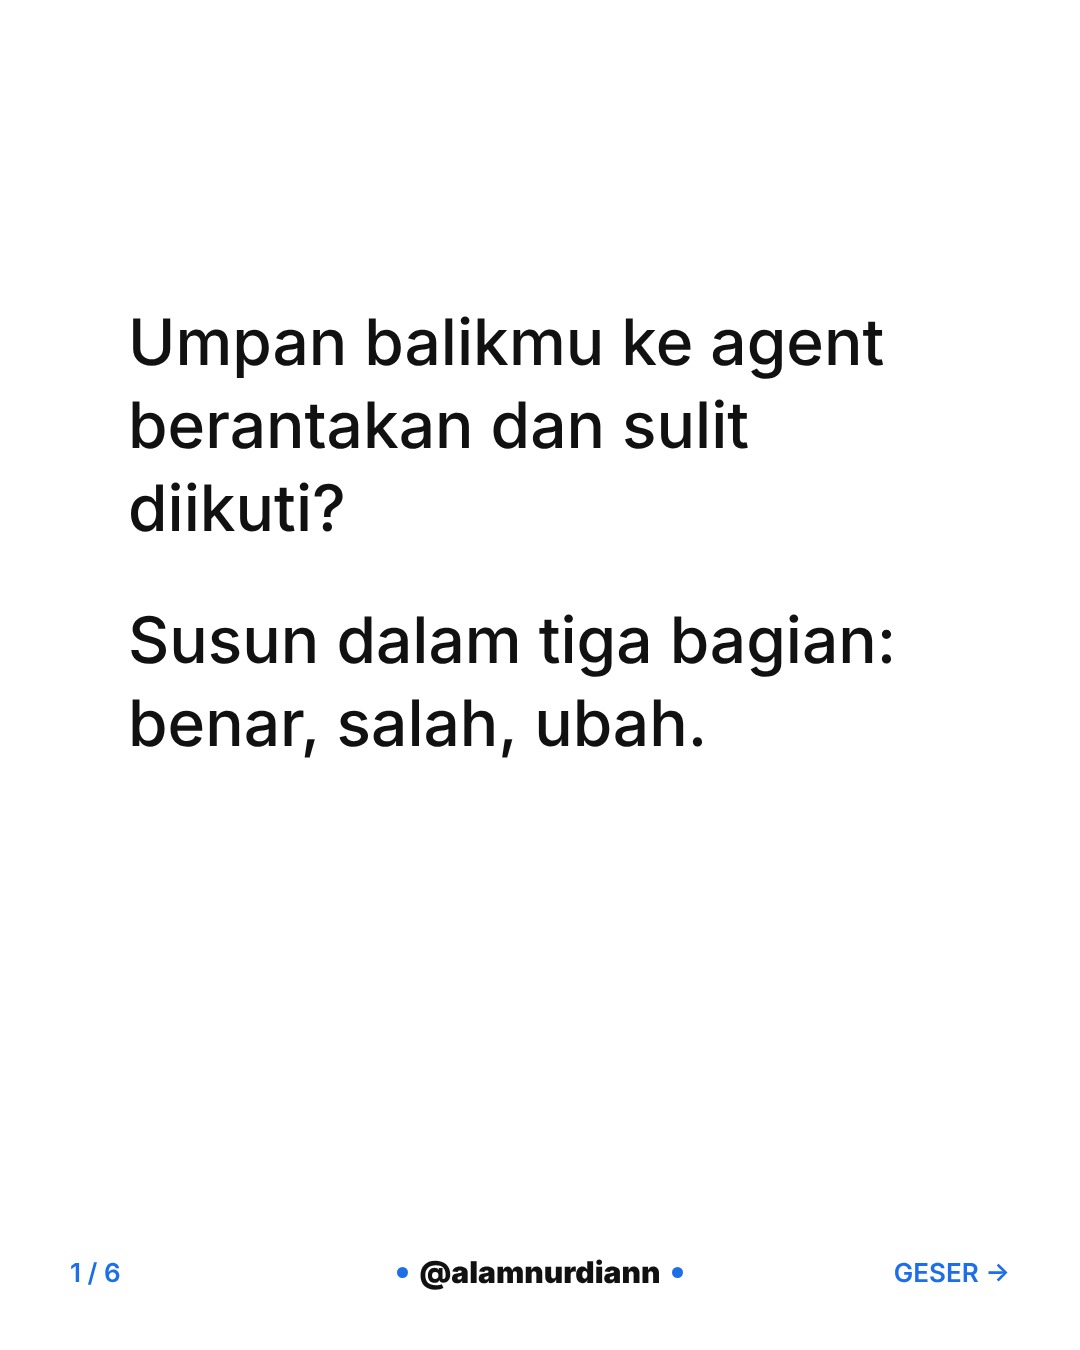 Umpan balikmu ke agent
berantakan dan sulit
diikuti?
Susun dalam tiga bagian:
benar, salah, ubah.
1 / 6
• @alamnurdiann •
GESER →